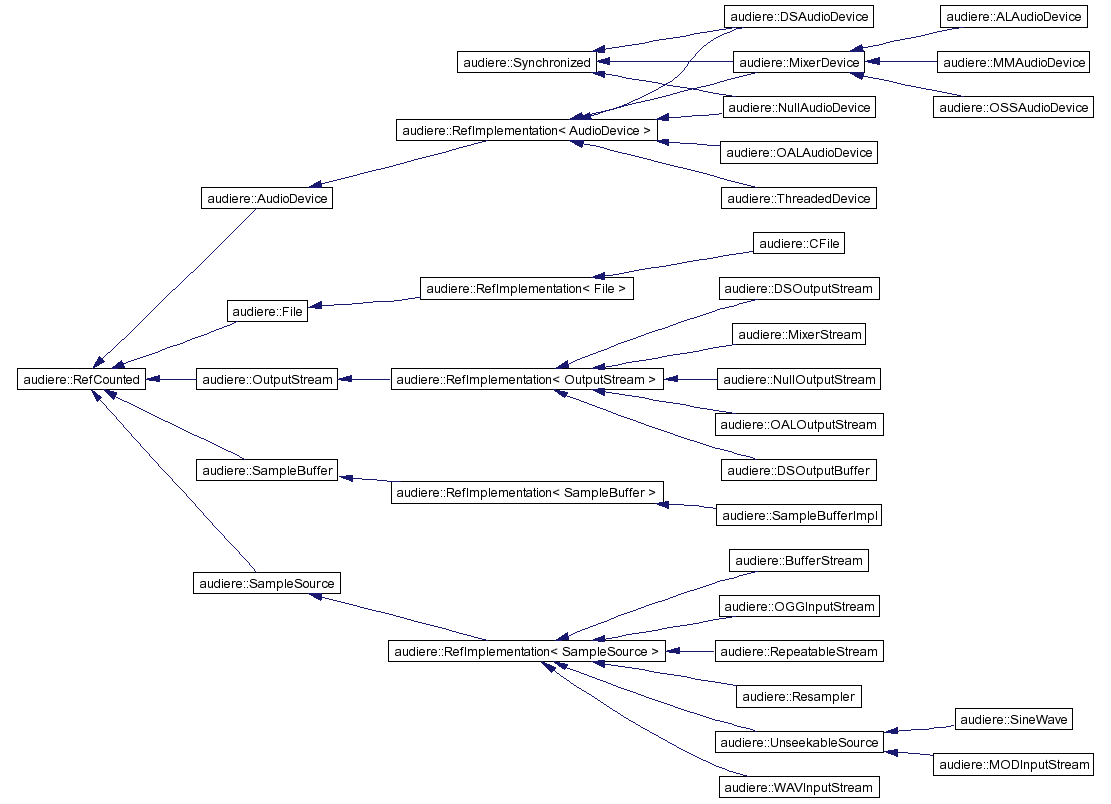 audiere::DSAudioDevice
audiere::ALAudioDevice
audiere::Synchronized
audiere::MixerDevice
audiere::MMAudioDevice
audiere::NullAudioDevice
audiere::OSSAudioDevice
audiere::RefImplementation< AudioDevice >
audiere::OALAudioDevice
audiere::AudioDevice
audiere::ThreadedDevice
audiere::CFile
audiere::RefImplementation< File >
audiere::DSOutputStream
audiere::File
audiere::MixerStream
audiere::RefCounted
audiere::OutputStream
audiere::RefImplementation< OutputStream >
audiere::NullOutputStream
audiere::OALOutputStream
audiere::SampleBuffer
audiere::DSOutputBuffer
audiere::RefImplementation< SampleBuffer >
audiere::SampleBufferImpl
audiere::BufferStream
audiere::SampleSource
audiere::OGGInputStream
audiere::RefImplementation< SampleSource >
audiere::RepeatableStream
audiere::Resampler
audiere::SineWave
audiere::UnseekableSource
audiere::MODInputStream
audiere::WAVInputStream